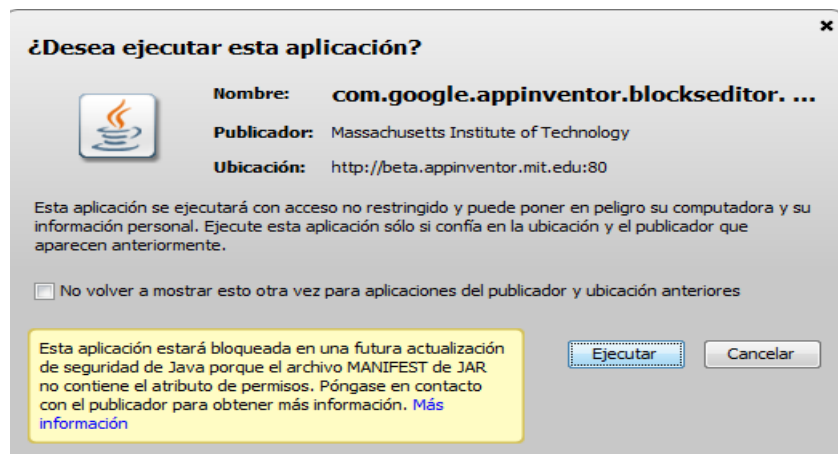 ¿Desea ejecutar esta aplicación?
Nombre: com.google.appinventor.blockseditor. ...
Publicador: Massachusetts Institute of Technology
Ubicación: http://beta.appinventor.mit.edu:80
Esta aplicación se ejecutará con acceso no restringido y puede poner en peligro su computadora y su
información personal. Ejecute esta aplicación sólo si confía en la ubicación y el publicador que
aparecen anteriormente.
No volver a mostrar esto otra vez para aplicaciones del publicador y ubicación anteriores
Esta aplicación estará bloqueada en una futura actualización
de seguridad de Java porque el archivo MANIFEST de JAR
no contiene el atributo de permisos. Póngase en contacto
con el publicador para obtener más información. Más
información
Ejecutar Cancelar